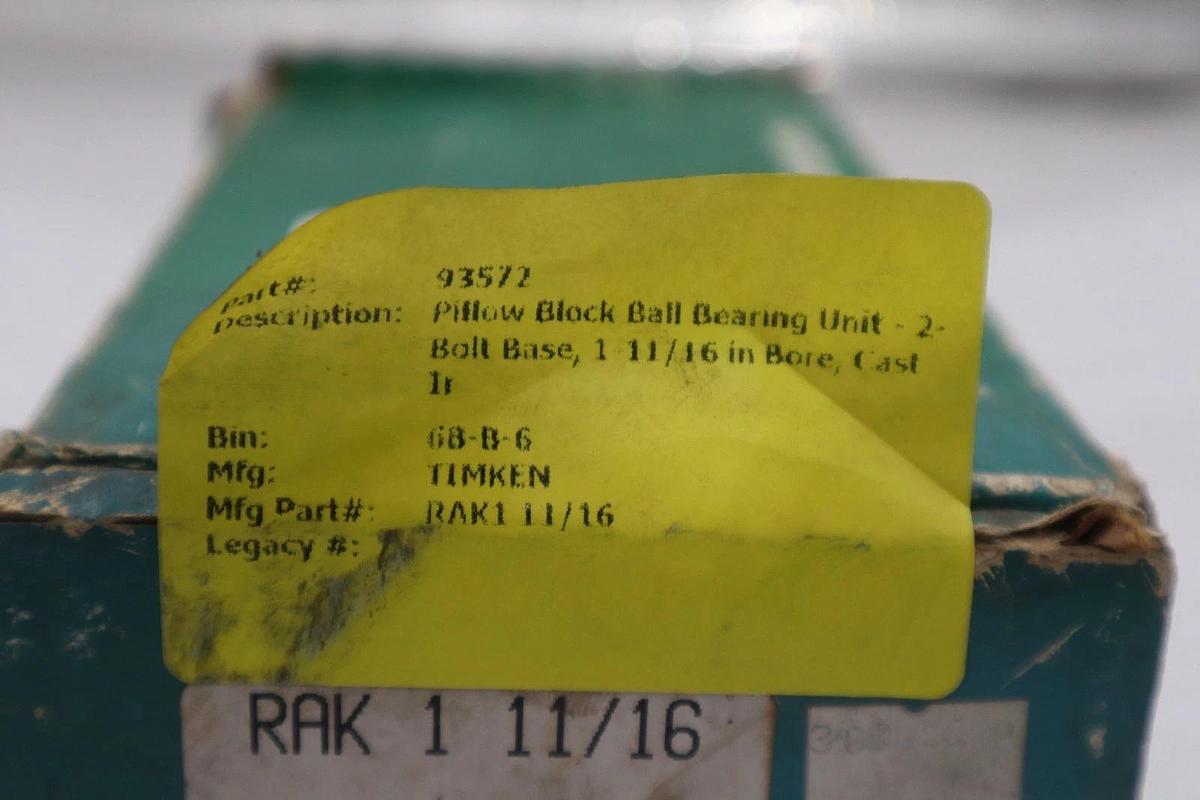 Part#: 93572
Description: Pillow Block Ball Bearing Unit - 2-
Bolt Base, 1 11/16 in Bore, Cast
Ir
Bin: 68-B-6
Mfg: TIMKEN
Mfg Part#: RAK1 11/16
Legacy #:
RAK 1 11/16